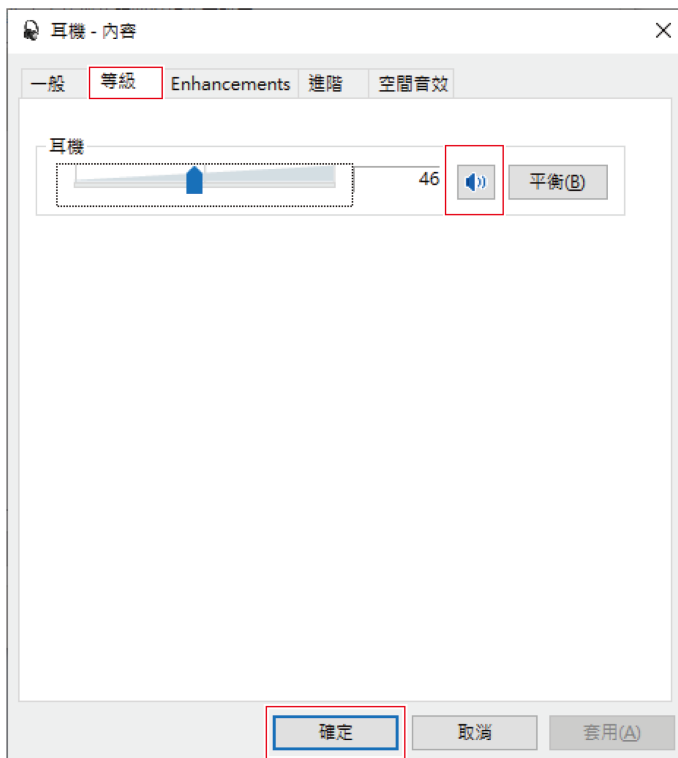 耳機 - 內容
一般 等級 Enhancements 進階 空間音效
耳機
46 平衡(B)
確定 取消 套用(A)